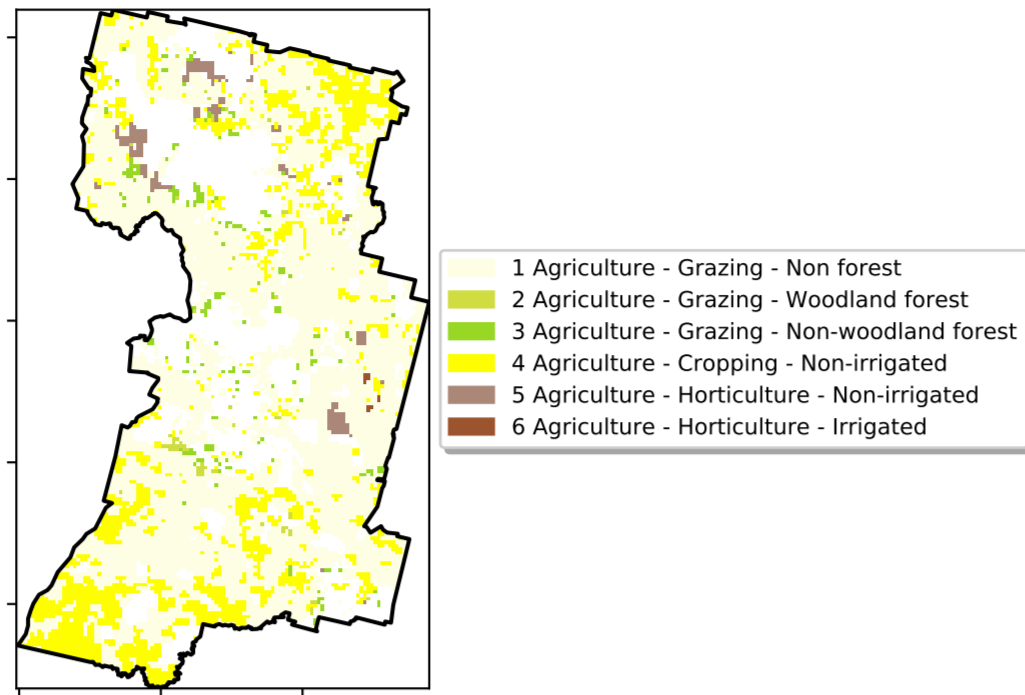 1 Agriculture - Grazing - Non forest
2 Agriculture - Grazing - Woodland forest
3 Agriculture - Grazing - Non-woodland forest
4 Agriculture - Cropping - Non-irrigated
5 Agriculture - Horticulture - Non-irrigated
6 Agriculture - Horticulture - Irrigated